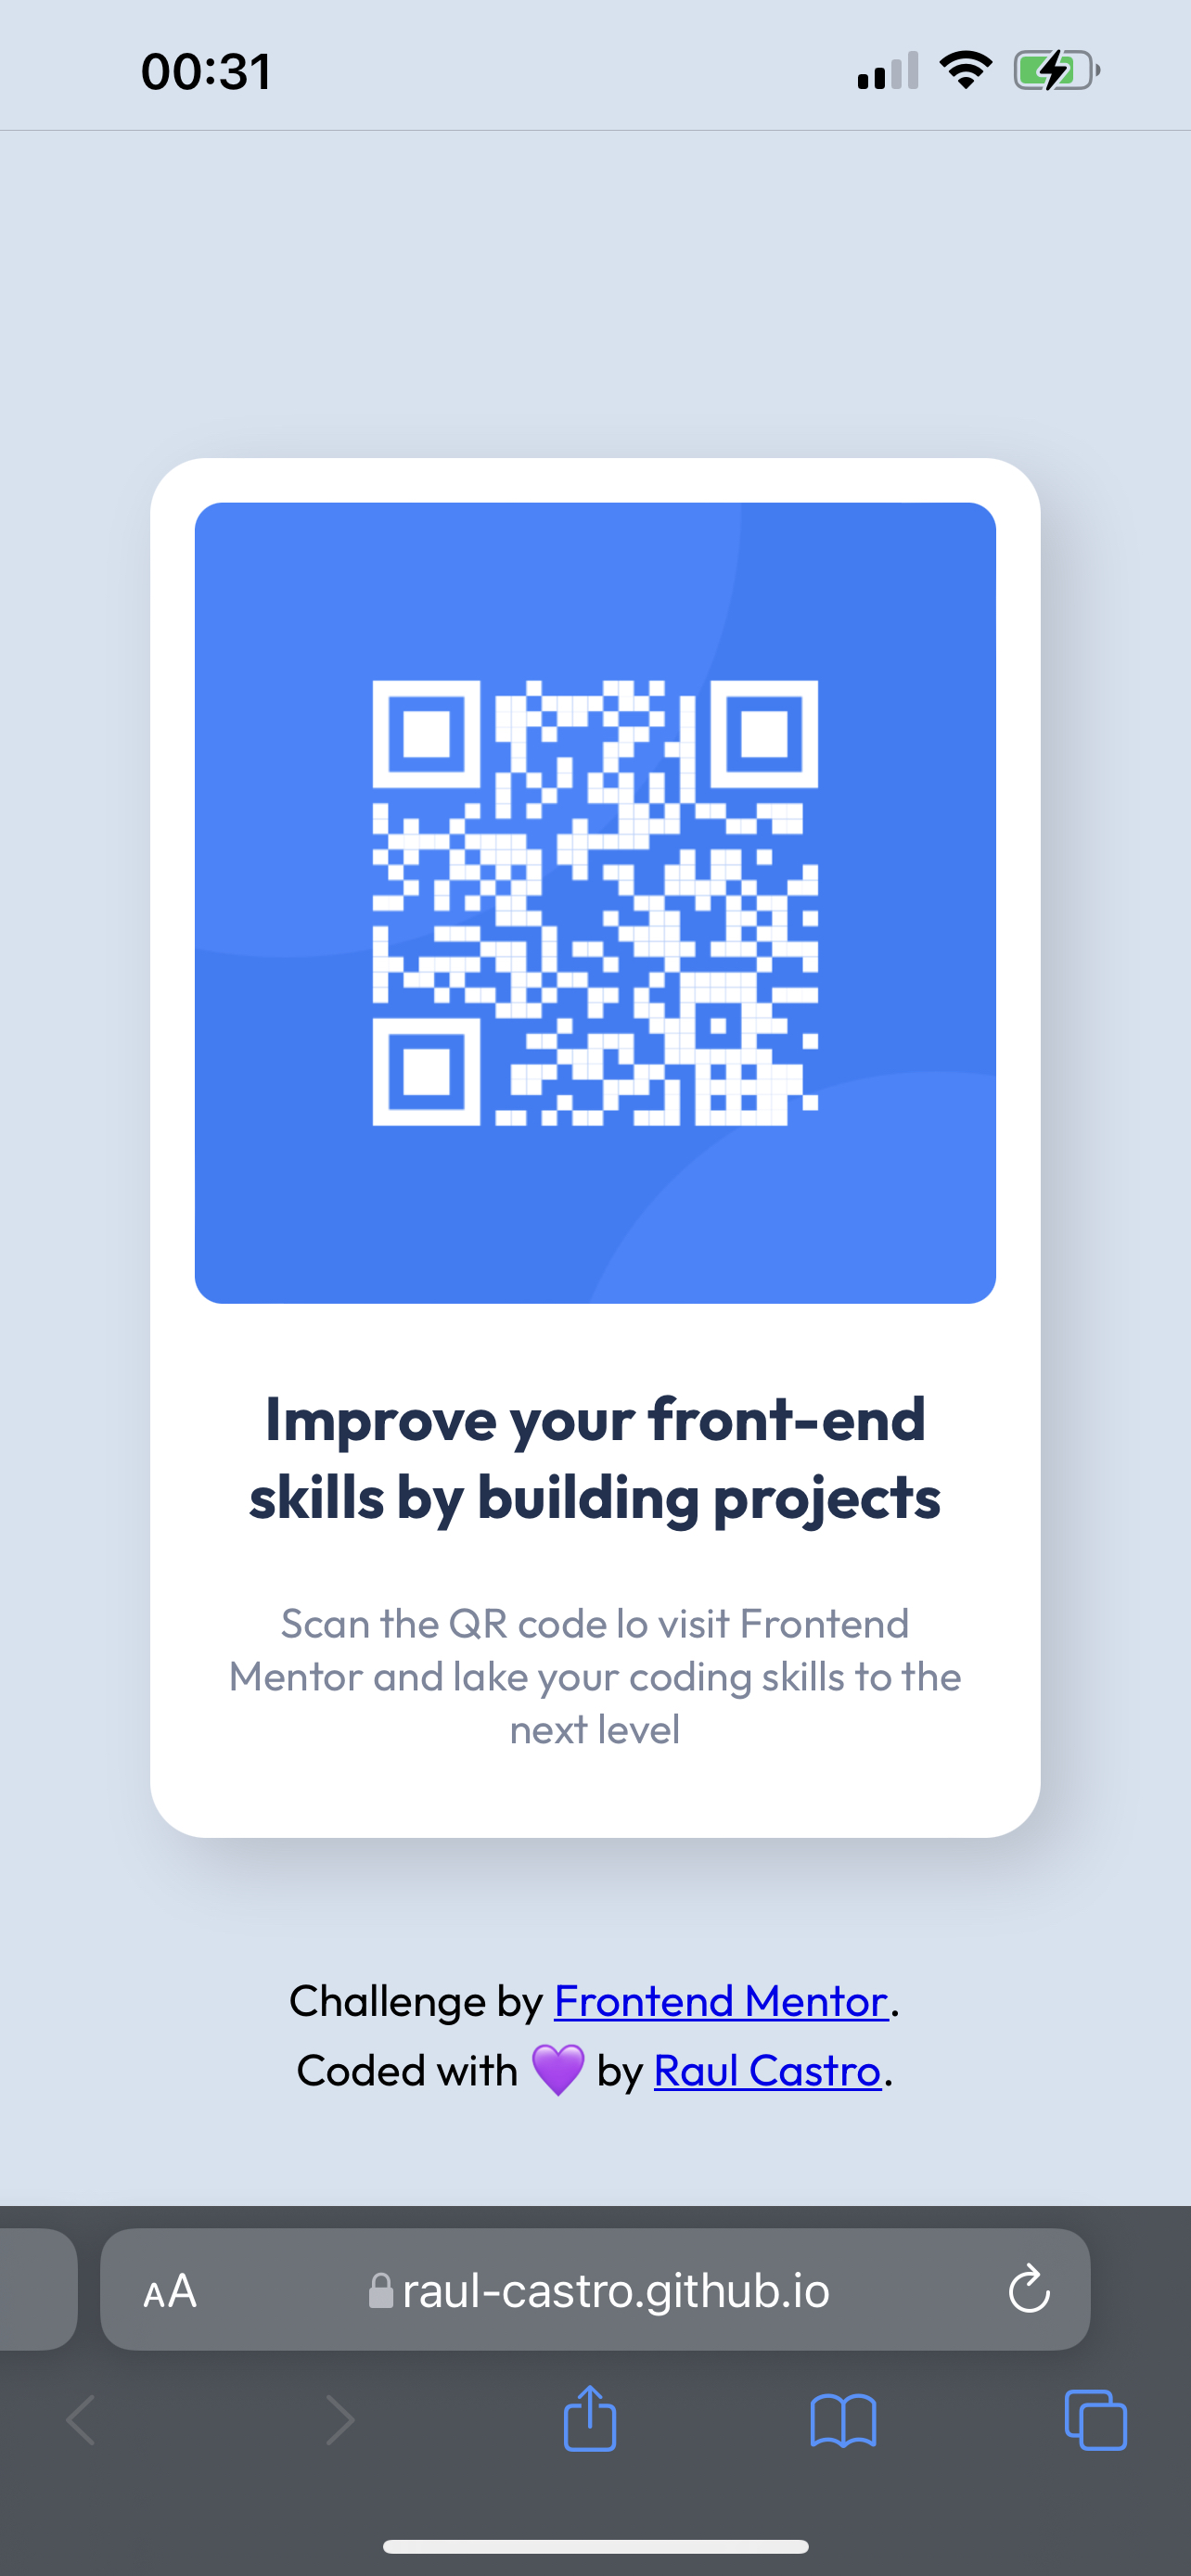 00:31
Improve your front-end
skills by building projects
Scan the QR code lo visit Frontend
Mentor and lake your coding skills to the
next level
Challenge by Frontend Mentor.
Coded with 💜 by Raul Castro.
AA raul-castro.github.io